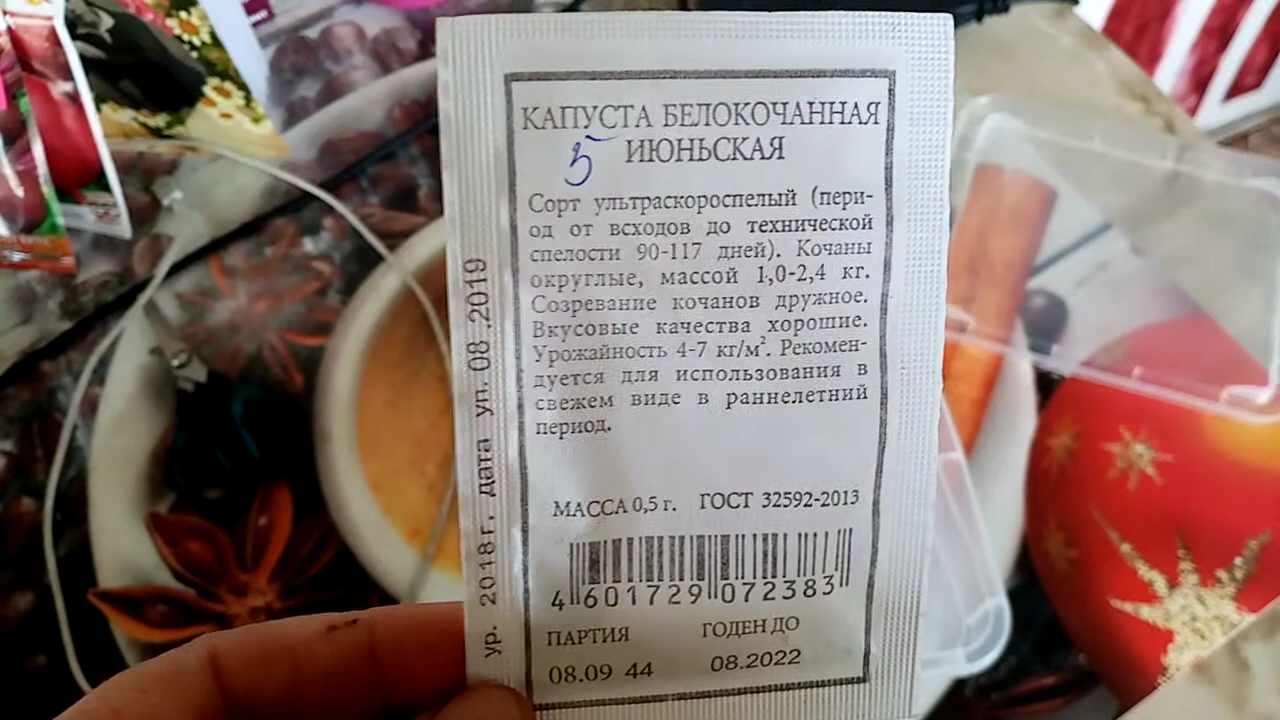 КАПУСТА БЕЛОКОЧАННАЯ
5 ИЮНЬСКАЯ
Сорт ультраскороспелый (пери-
од от всходов до технической
спелости 90-117 дней). Кочаны
округлые, массой 1,0-2,4 кг.
Созревание кочанов дружное.
Вкусовые качества хорошие.
Урожайность 4-7 кг/м². Рекомен-
дуется для использования в
свежем виде в раннелетний
период.
МАССА 0,5 г. ГОСТ 32592-2013
4 601729 072383
ПАРТИЯ ГОДЕН ДО
08.09 44 08.2022
ур. 2018 г. дата уп. 08.2019